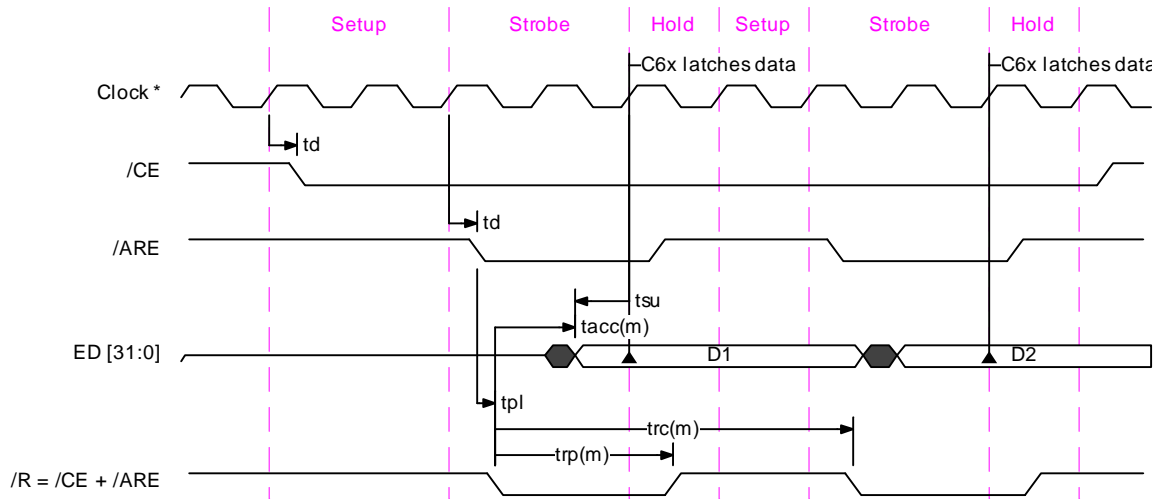 Setup Strobe Hold Setup Strobe Hold
C6x latches data C6x latches data
Clock *
td
/CE
td
/ARE
tsu
tacc(m)
ED [31:0] D1 D2
tpl
trc(m)
trp(m)
/R = /CE + /ARE